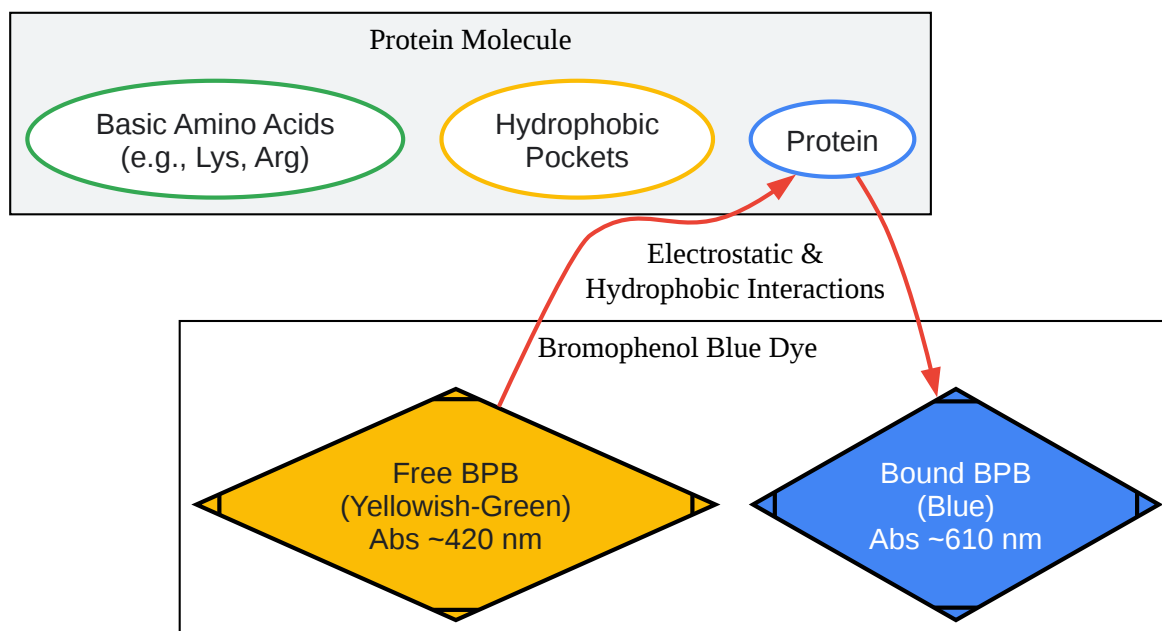 Protein Molecule
Basic Amino Acids
(e.g., Lys, Arg)
Hydrophobic
Pockets
Protein
Electrostatic &
Hydrophobic Interactions
Bromophenol Blue Dye
Free BPB
(Yellowish-Green)
Abs ~420 nm
Bound BPB
(Blue)
Abs ~610 nm